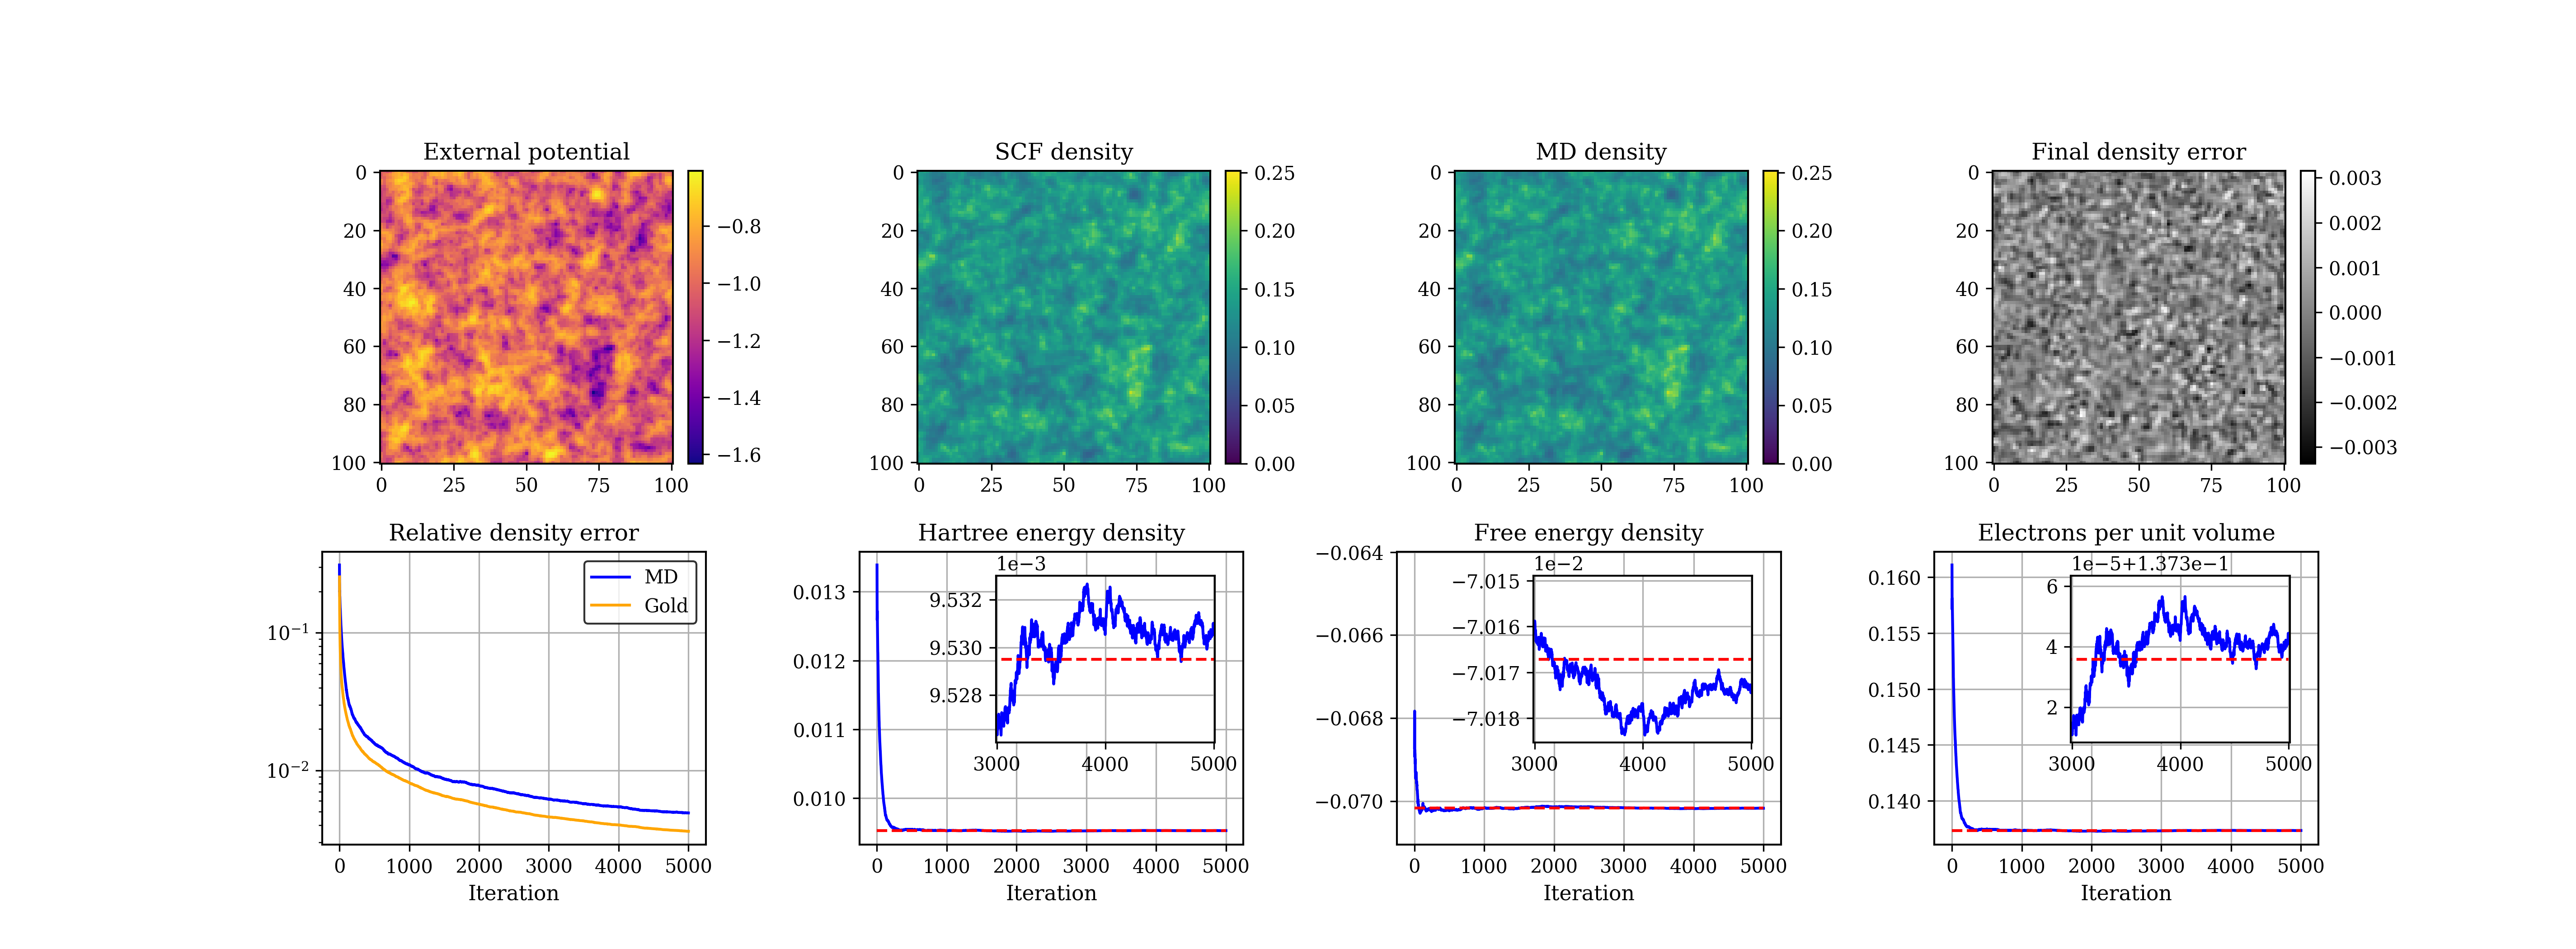 External potential
0
20
40
60
80
100
0 25 50 75 100
−0.8
−1.0
−1.2
−1.4
−1.6
SCF density
0
20
40
60
80
100
0 25 50 75 100
0.25
0.20
0.15
0.10
0.05
0.00
MD density
0
20
40
60
80
100
0 25 50 75 100
0.25
0.20
0.15
0.10
0.05
0.00
Final density error
0
20
40
60
80
100
0 25 50 75 100
0.003
0.002
0.001
0.000
−0.001
−0.002
−0.003
Relative density error
MD
Gold
10−1
10−2
0 1000 2000 3000 4000 5000
Iteration
Hartree energy density
0.013
0.012
0.011
0.010
1e−3
9.532
9.530
9.528
3000 4000 5000
0 1000 2000 3000 4000 5000
Iteration
Free energy density
−0.064
−0.066
−0.068
−0.070
1e−2
−7.015
−7.016
−7.017
−7.018
3000 4000 5000
0 1000 2000 3000 4000 5000
Iteration
Electrons per unit volume
0.160
0.155
0.150
0.145
0.140
1e−5+1.373e−1
6
4
2
3000 4000 5000
0 1000 2000 3000 4000 5000
Iteration